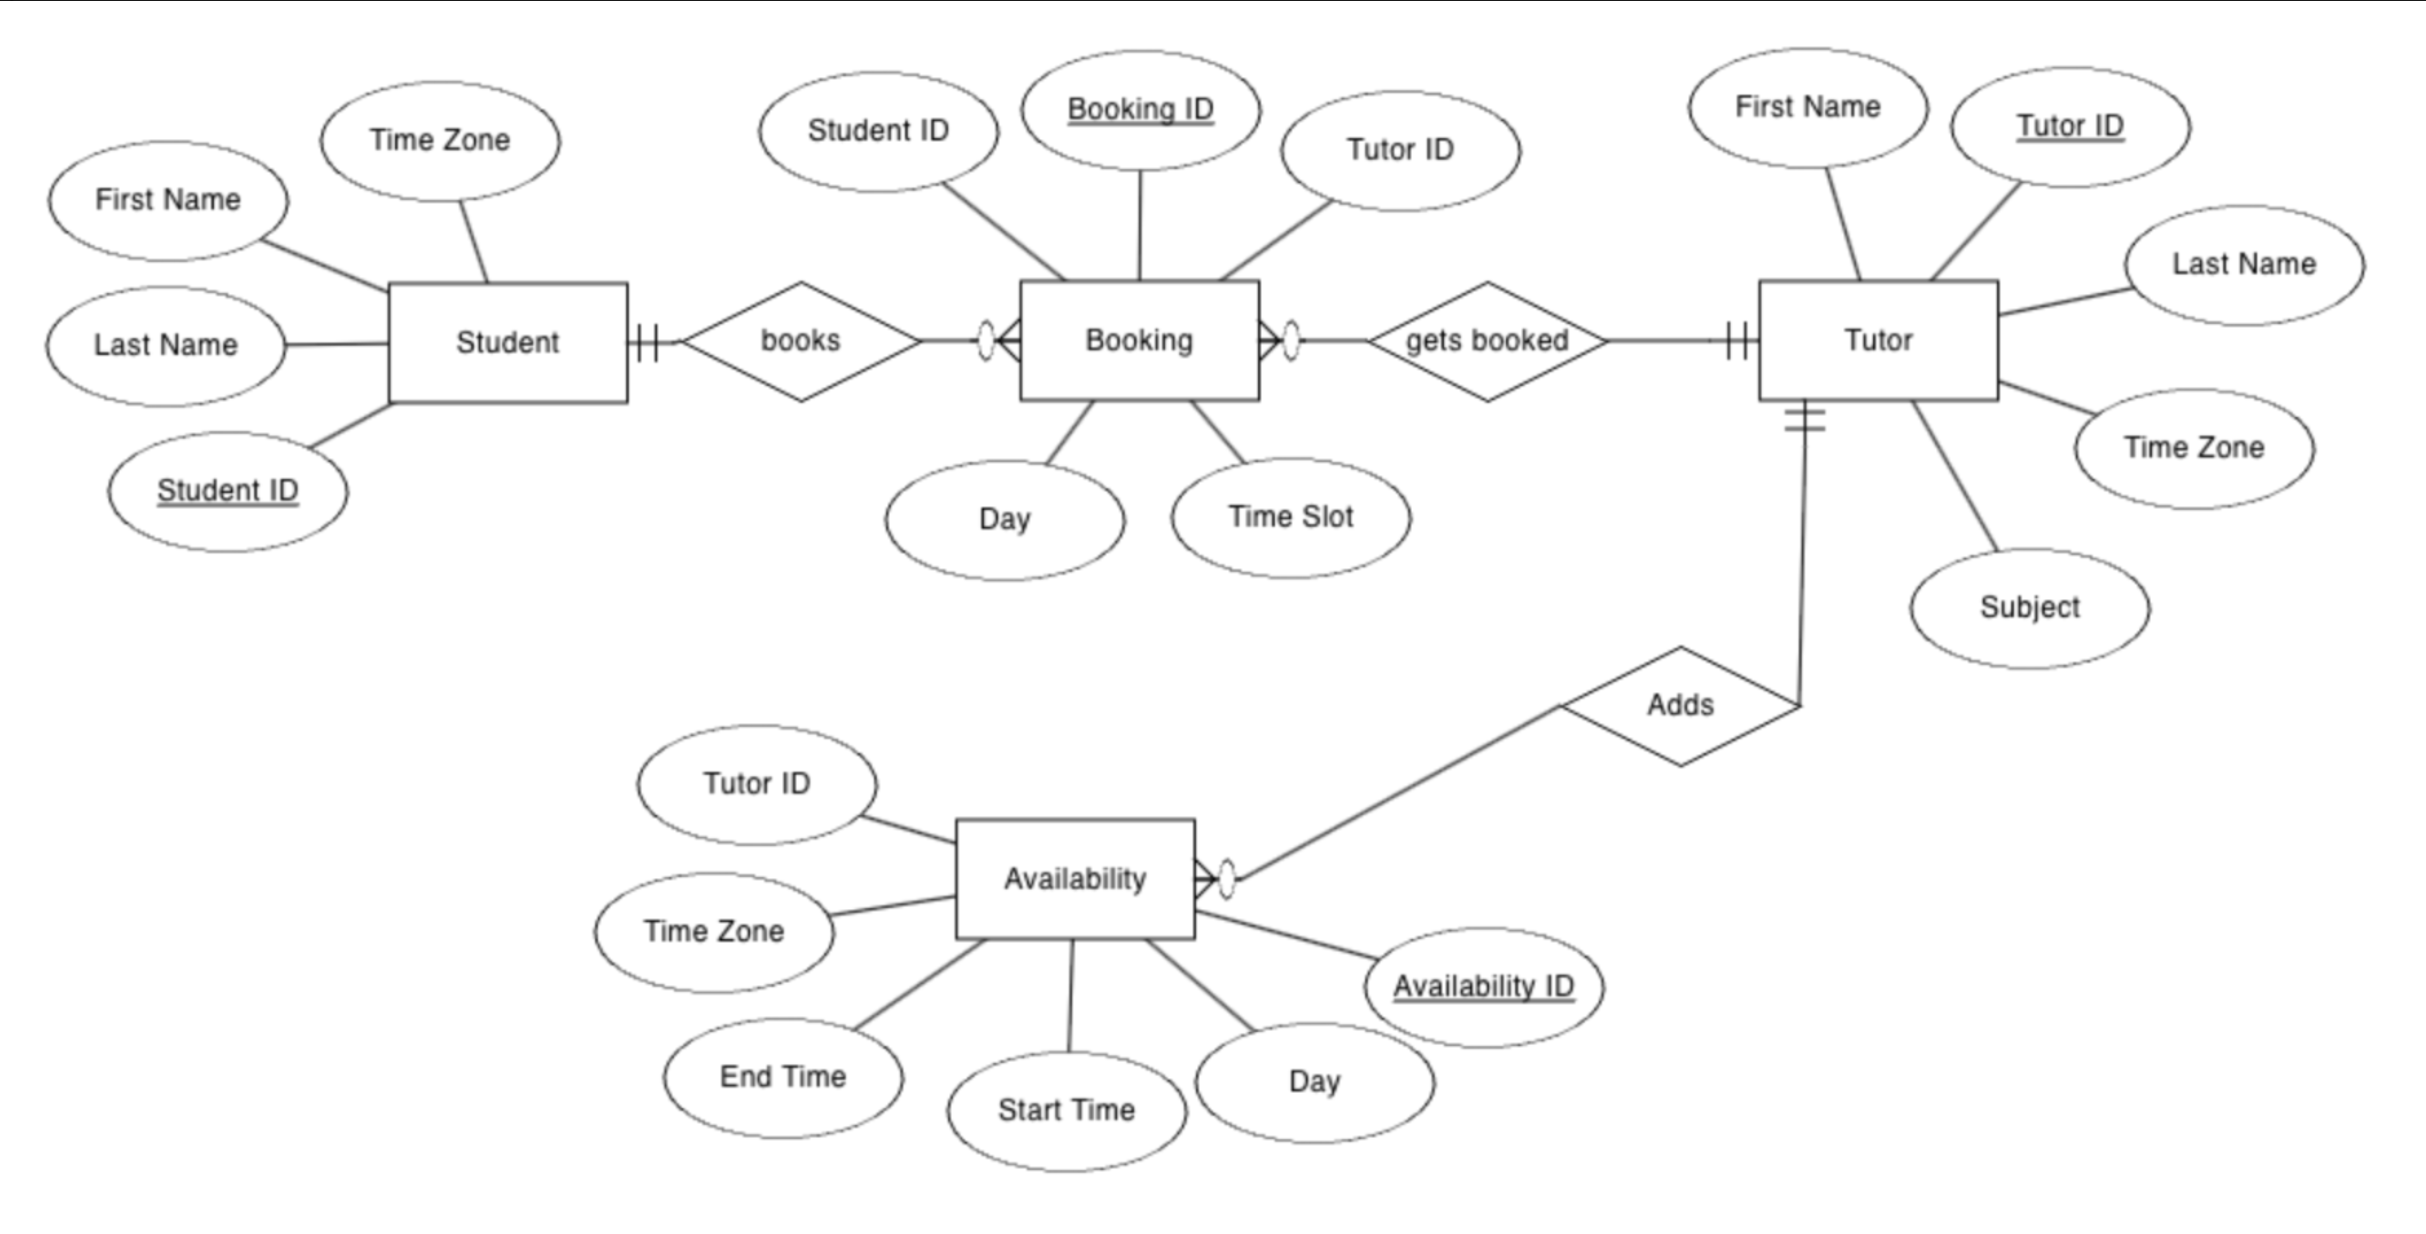 First Name
Time Zone
Last Name
Student ID
Student
books
Student ID
Booking ID
Tutor ID
Booking
Day
Time Slot
gets booked
First Name
Tutor ID
Last Name
Tutor
Time Zone
Subject
Adds
Tutor ID
Time Zone
Availability
End Time
Start Time
Day
Availability ID